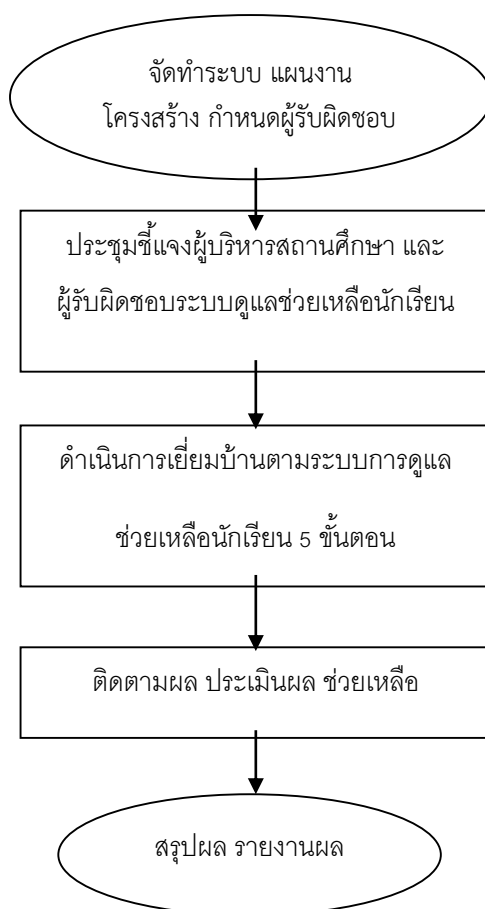 จัดทำระบบ แผนงาน
โครงสร้าง กำหนดผู้รับผิดชอบ
ประชุมชี้แจงผู้บริหารสถานศึกษา และ
ผู้รับผิดชอบระบบดูแลช่วยเหลือนักเรียน
ดำเนินการเยี่ยมบ้านตามระบบการดูแล
ช่วยเหลือนักเรียน 5 ขั้นตอน
ติดตามผล ประเมินผล ช่วยเหลือ
สรุปผล รายงานผล